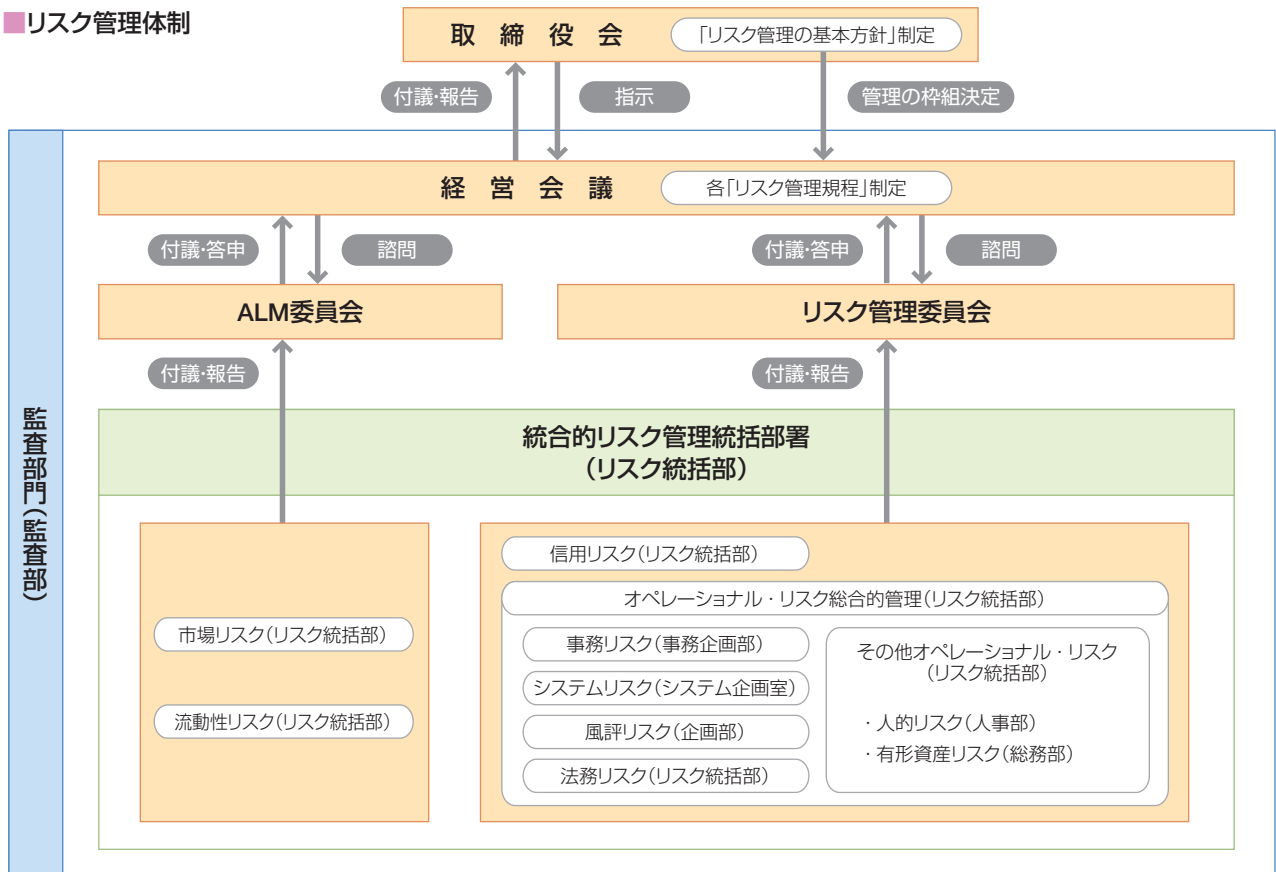 ■リスク管理体制
取締役会
「リスク管理の基本方針」制定
付議・報告
指示
管理の枠組決定
経営会議
各「リスク管理規程」制定
付議・答申
諮問
付議・答申
諮問
ALM委員会
リスク管理委員会
付議・報告
付議・報告
監査部門(監査部)
統合的リスク管理統括部署
(リスク統括部)
市場リスク(リスク統括部)
流動性リスク(リスク統括部)
信用リスク(リスク統括部)
オペレーショナル・リスク総合的管理(リスク統括部)
事務リスク(事務企画部)
システムリスク(システム企画室)
風評リスク(企画部)
法務リスク(リスク統括部)
その他オペレーショナル・リスク
(リスク統括部)
・人的リスク(人事部)
・有形資産リスク(総務部)